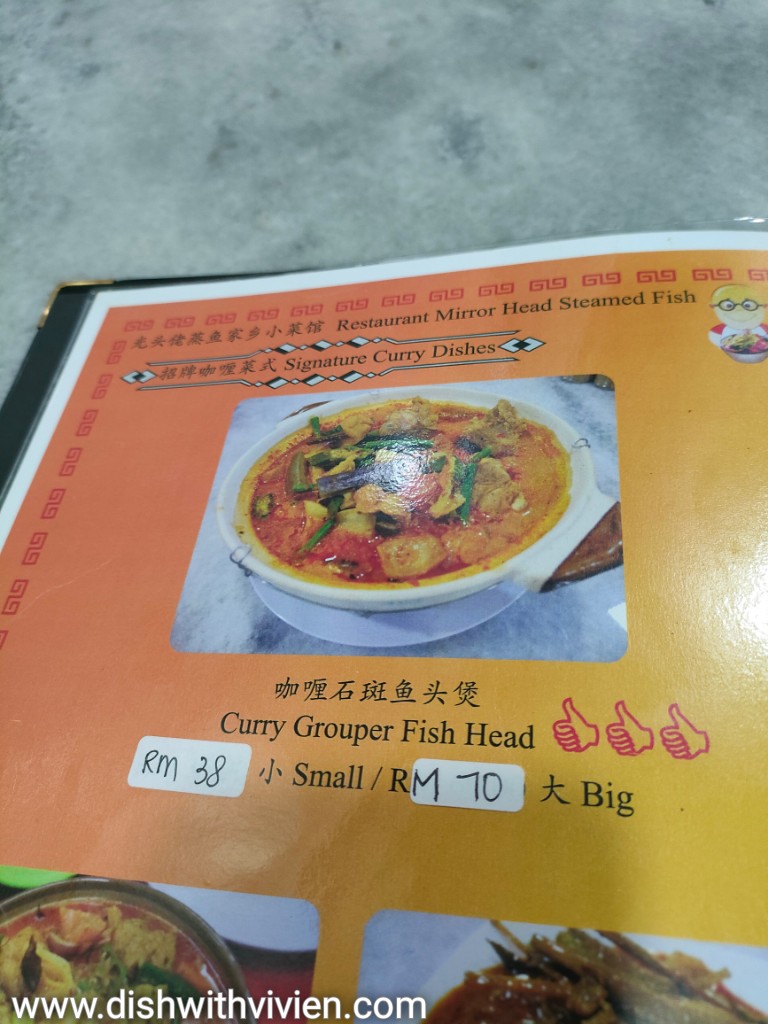 光头佬蒸鱼家乡小菜馆 Restaurant Mirror Head Steamed Fish
招牌咖喱菜式 Signature Curry Dishes
咖喱石斑鱼头煲
Curry Grouper Fish Head
RM 38 小 Small / RM 70 大 Big
www.dishwithvivien.com